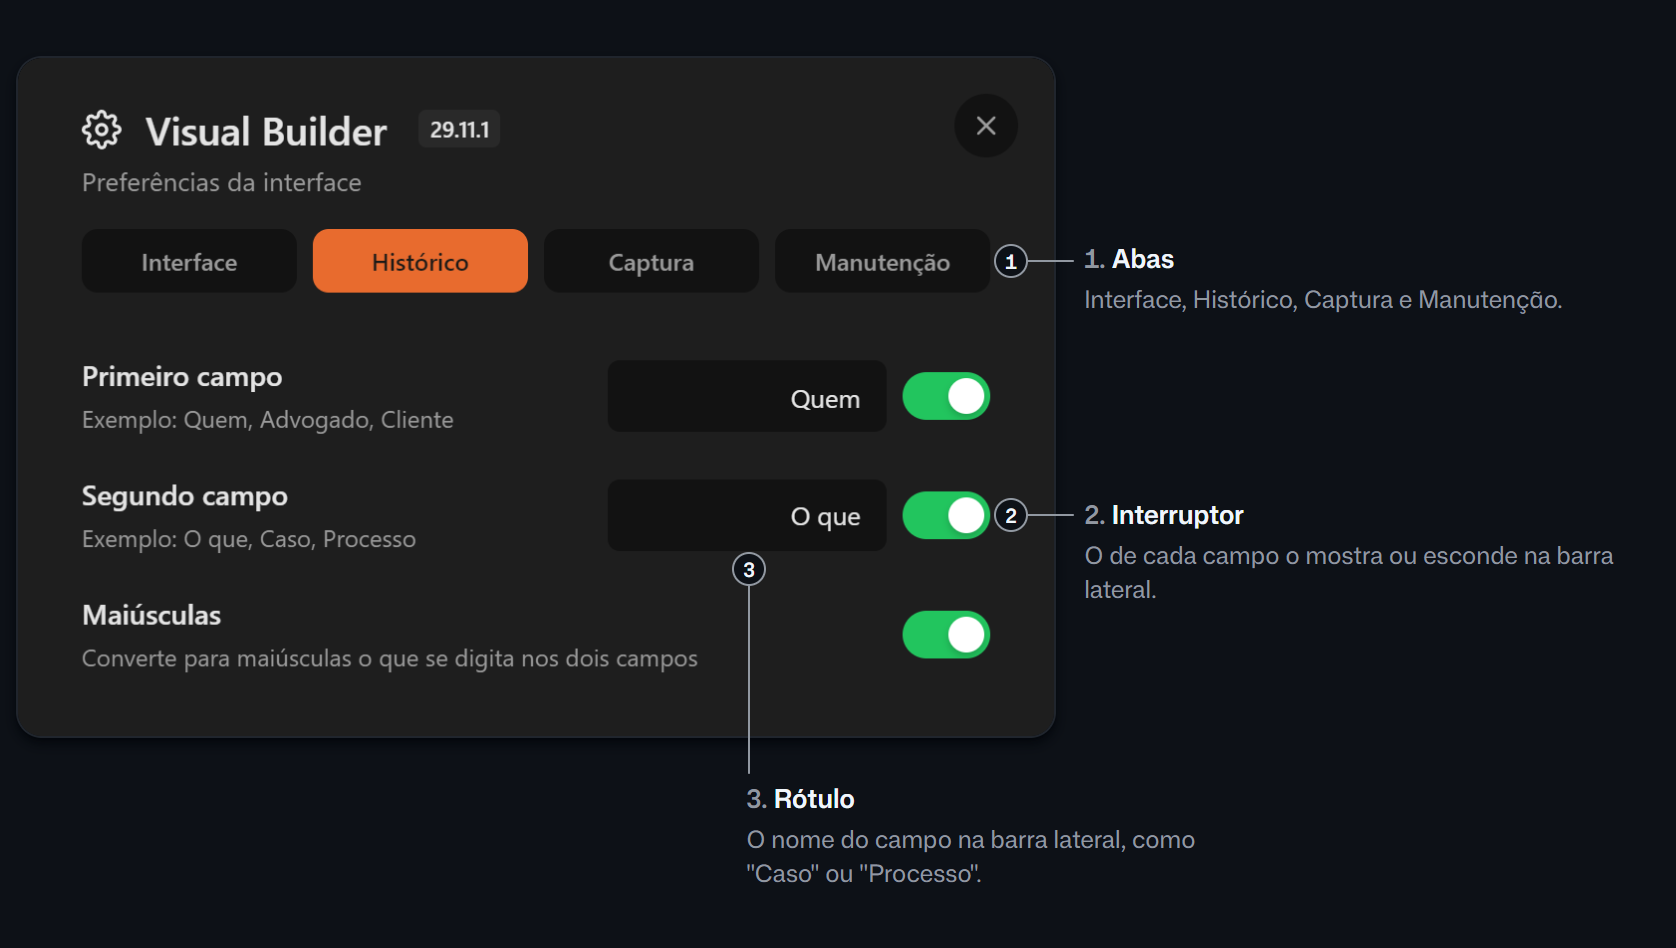 Visual Builder 29.11.1
Preferências da interface
Interface Histórico Captura Manutenção
1
1. Abas
Interface, Histórico, Captura e Manutenção.
Primeiro campo
Exemplo: Quem, Advogado, Cliente
Quem
Segundo campo
Exemplo: O que, Caso, Processo
O que
2
2. Interruptor
O de cada campo o mostra ou esconde na barra
lateral.
3
Maiúsculas
Converte para maiúsculas o que se digita nos dois campos
3. Rótulo
O nome do campo na barra lateral, como
"Caso" ou "Processo".